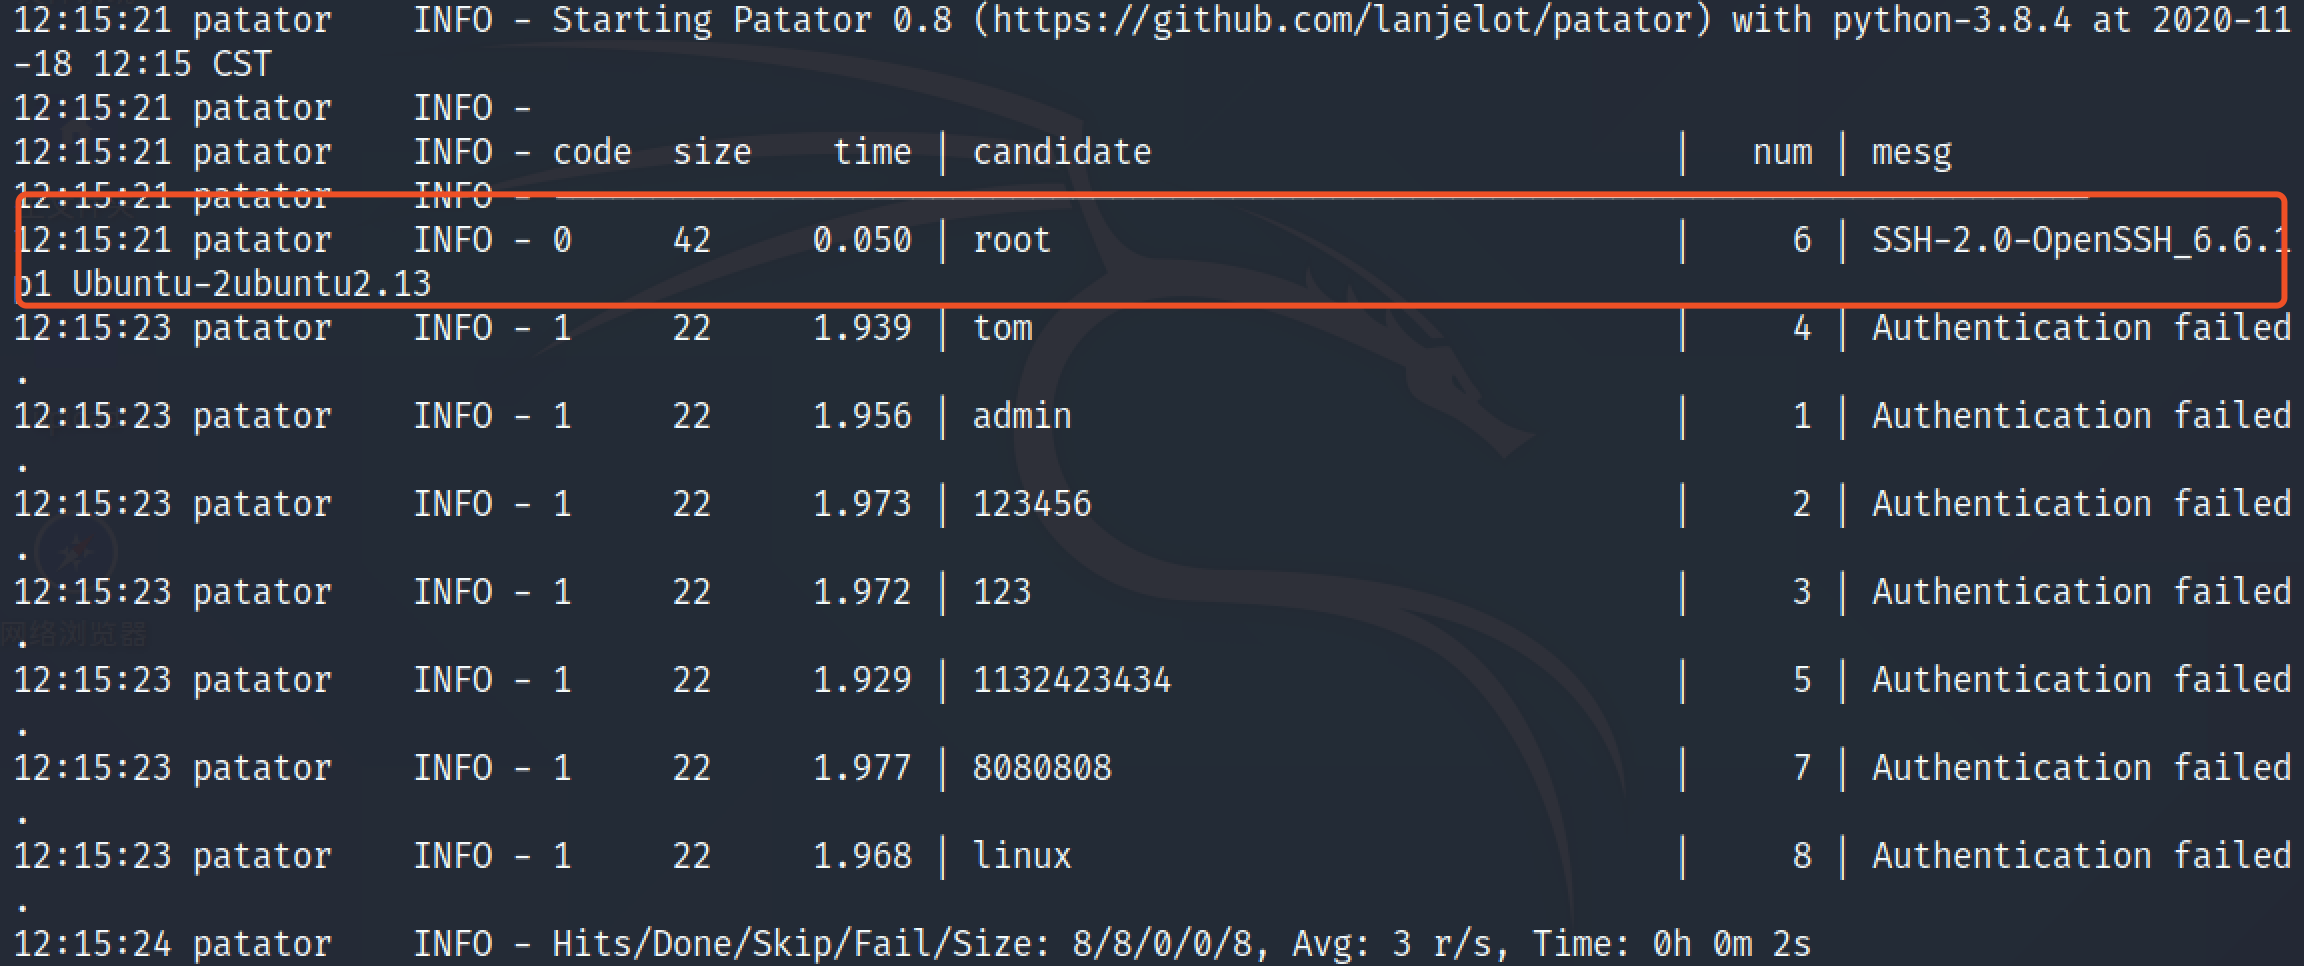 12:15:21 patator    INFO - Starting Patator 0.8 (https://github.com/lanjelot/patator) with python-3.8.4 at 2020-11
-18 12:15 CST
12:15:21 patator    INFO -
12:15:21 patator    INFO - code  size    time | candidate                          |   num | mesg
12:15:21 patator    INFO - -----------------------------------------------------------------------------
12:15:21 patator    INFO - 0     42     0.050 | root                               |     6 | SSH-2.0-OpenSSH_6.6.1
p1 Ubuntu-2ubuntu2.13
12:15:23 patator    INFO - 1     22     1.939 | tom                                |     4 | Authentication failed
.
12:15:23 patator    INFO - 1     22     1.956 | admin                              |     1 | Authentication failed
.
12:15:23 patator    INFO - 1     22     1.973 | 123456                             |     2 | Authentication failed
.
12:15:23 patator    INFO - 1     22     1.972 | 123                                |     3 | Authentication failed
网络浏览器
.
12:15:23 patator    INFO - 1     22     1.929 | 1132423434                         |     5 | Authentication failed
.
12:15:23 patator    INFO - 1     22     1.977 | 8080808                            |     7 | Authentication failed
.
12:15:23 patator    INFO - 1     22     1.968 | linux                              |     8 | Authentication failed
.
12:15:24 patator    INFO - Hits/Done/Skip/Fail/Size: 8/8/0/0/8, Avg: 3 r/s, Time: 0h 0m 2s